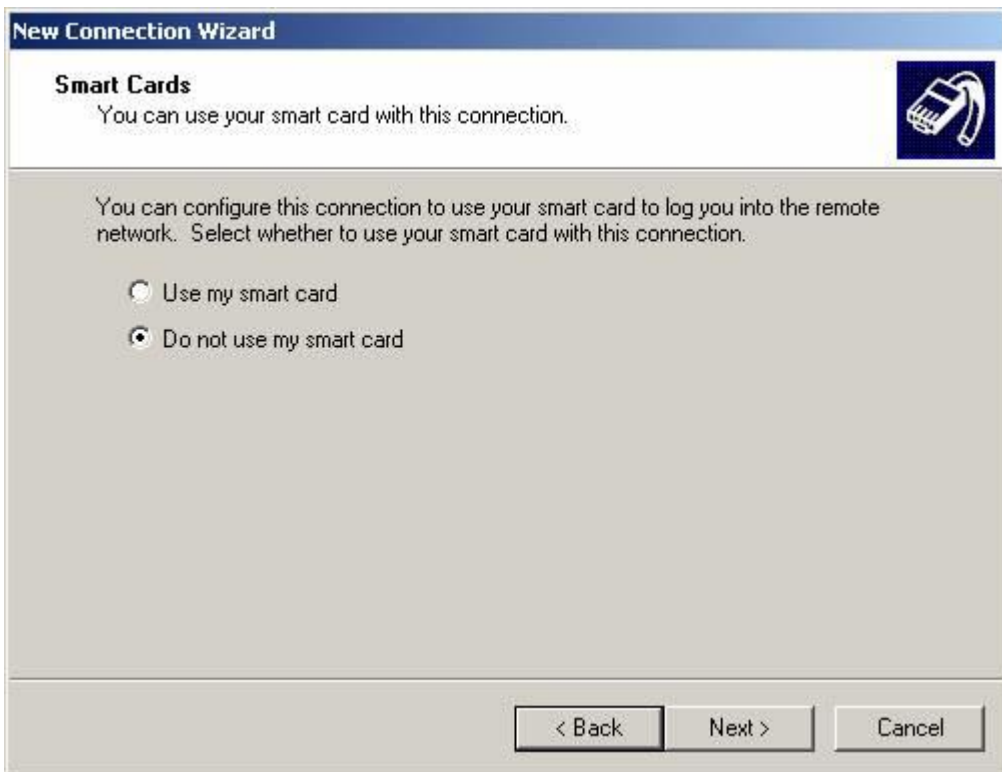 New Connection Wizard
Smart Cards
You can use your smart card with this connection.
You can configure this connection to use your smart card to log you into the remote
network.  Select whether to use your smart card with this connection.
Use my smart card
Do not use my smart card
< Back
Next >
Cancel